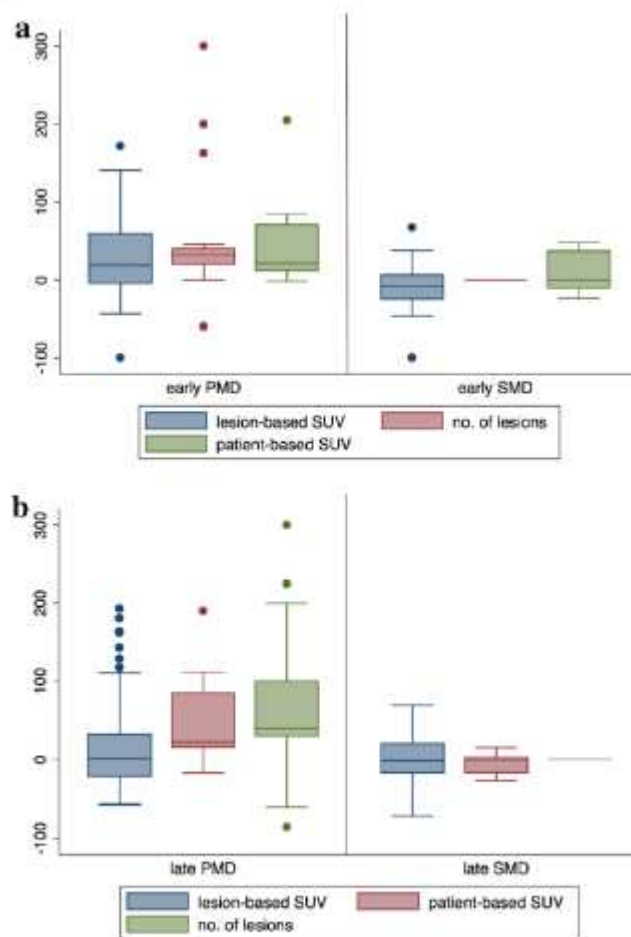 a
300
200
100
0
-100
early PMD early SMD
lesion-based SUV no. of lesions
patient-based SUV
b
300
200
100
0
-100
late PMD late SMD
lesion-based SUV patient-based SUV
no. of lesions